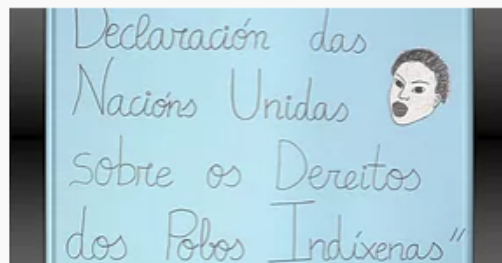 Declaración das
Nacións Unidas
sobre os Dereitos
dos Pobos Indíxenas"